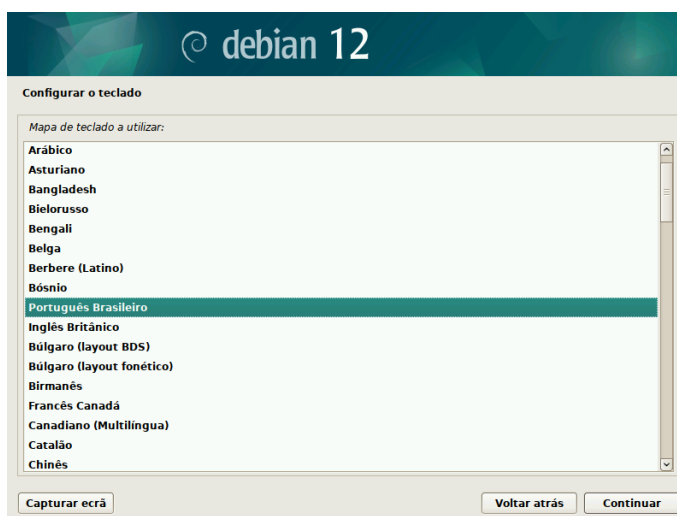 debian 12
Configurar o teclado
Mapa de teclado a utilizar:
Arábico
Asturiano
Bangladesh
Bielorusso
Bengali
Belga
Berbere (Latino)
Bósnio
Português Brasileiro
Inglês Britânico
Búlgaro (layout BDS)
Búlgaro (layout fonético)
Birmanês
Francês Canadá
Canadiano (Multilíngua)
Catalão
Chinês
Capturar ecrã Voltar atrás Continuar